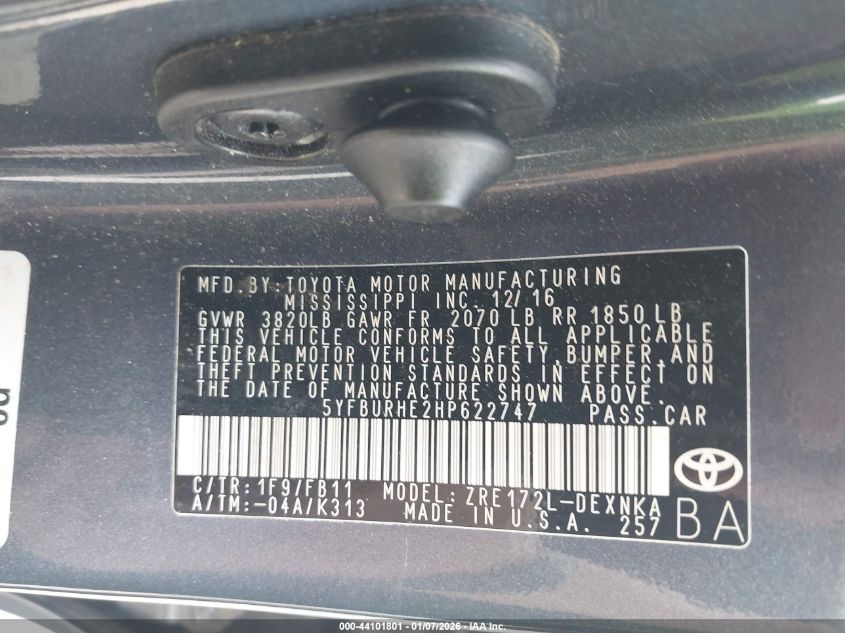 MFD. BY: TOYOTA MOTOR MANUFACTURING
MISSISSIPPI INC. 12/16
GVWR 3820LB GAWR FR 2070 LB RR 1850 LB
THIS VEHICLE CONFORMS TO ALL APPLICABLE
FEDERAL MOTOR VEHICLE SAFETY, BUMPER, AND
THEFT PREVENTION STANDARDS IN EFFECT ON
THE DATE OF MANUFACTURE SHOWN ABOVE.
5YFBURHE2HP622747 PASS.CAR
C/TR: 1F9/FB11 MODEL: ZRE172L-DEXNKA
A/TM: -04A/K313 MADE IN U.S.A. 257 BA
000-44101801 - 01/07/2026 - IAA Inc.